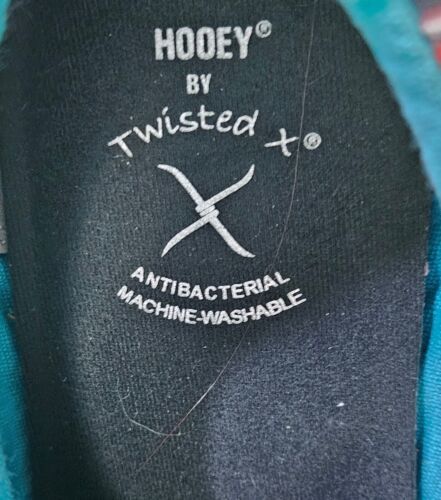 HOOEY®
BY
Twisted X®
ANTIBACTERIAL
MACHINE-WASHABLE